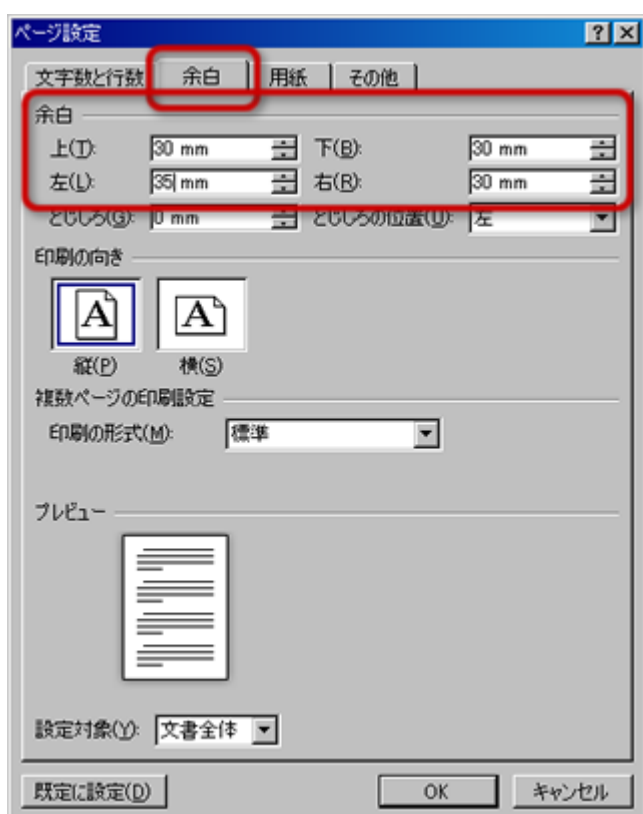 ページ設定
文字数と行数 余白 用紙 その他
余白
上(T): 30 mm 下(B): 30 mm
左(L): 35 mm 右(R): 30 mm
とじしろ(G): 0 mm とじしろの位置(U): 左
印刷の向き
A A
縦(P) 横(S)
複数ページの印刷設定
印刷の形式(M): 標準
プレビュー
設定対象(Y): 文書全体
既定に設定(D) OK キャンセル